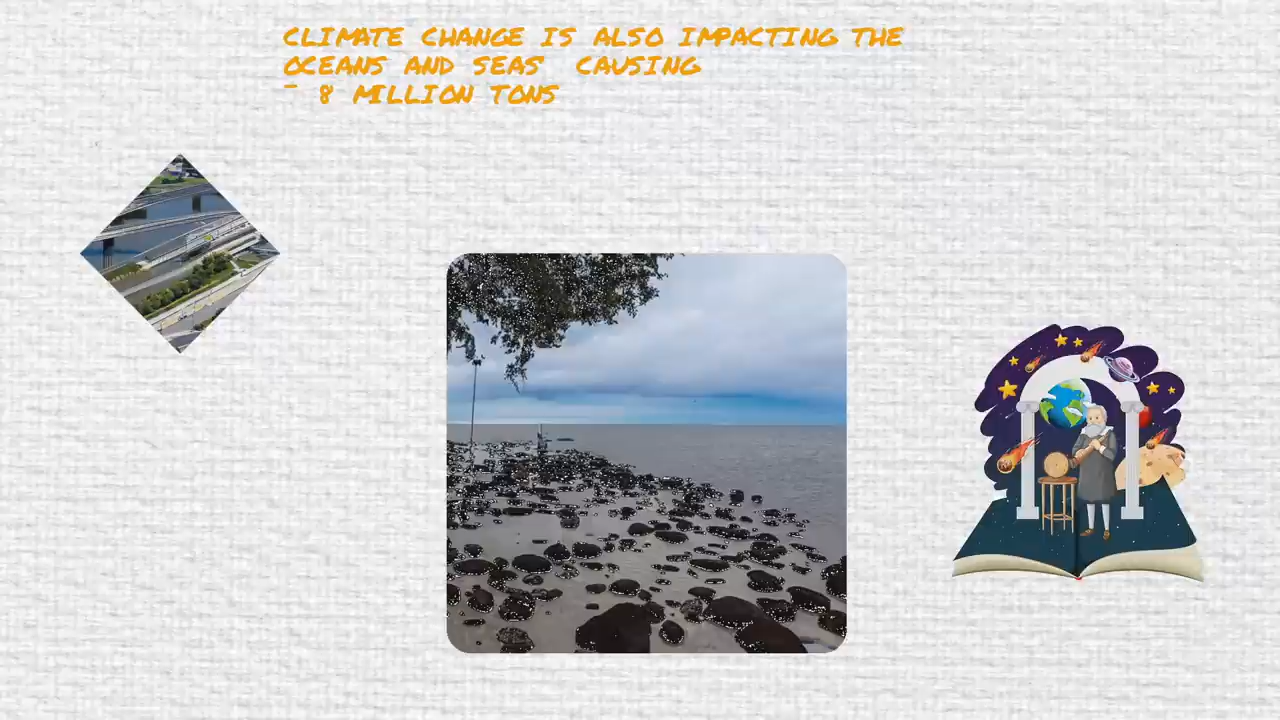 CLIMATE CHANGE IS ALSO IMPACTING THE
OCEANS AND SEAS' CAUSING
- 8 MILLION TONS